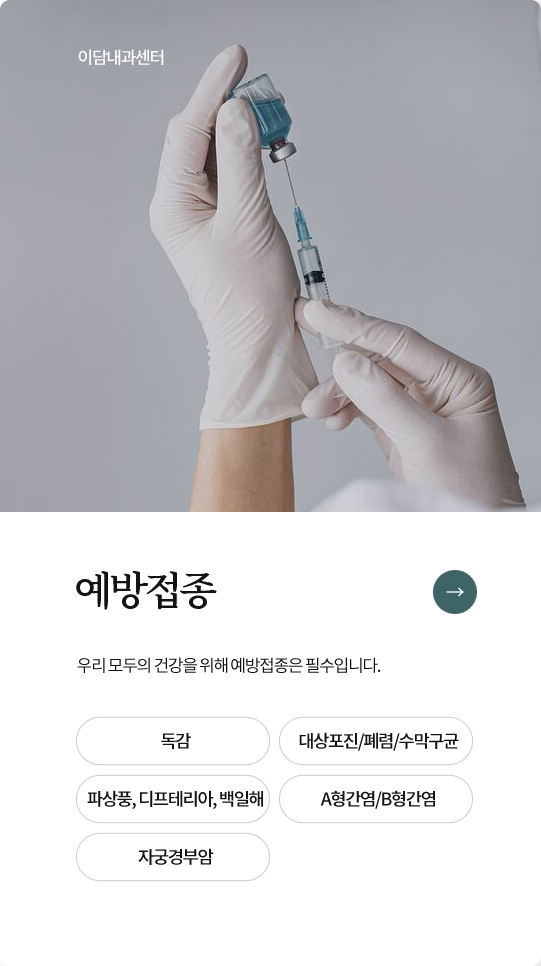 이담내과센터
예방접종
→
우리 모두의 건강을 위해 예방접종은 필수입니다.
독감
대상포진/폐렴/수막구균
파상풍, 디프테리아, 백일해
A형간염/B형간염
자궁경부암